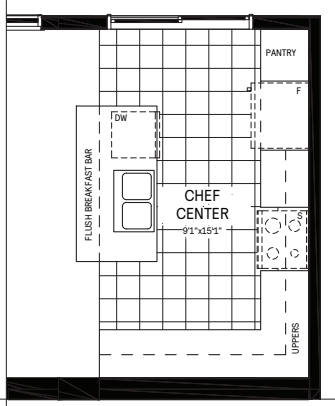 PANTRY
F
DW
FLUSH BREAKFAST BAR
CHEF
CENTER
9'1"x15'1"
S
UPPERS